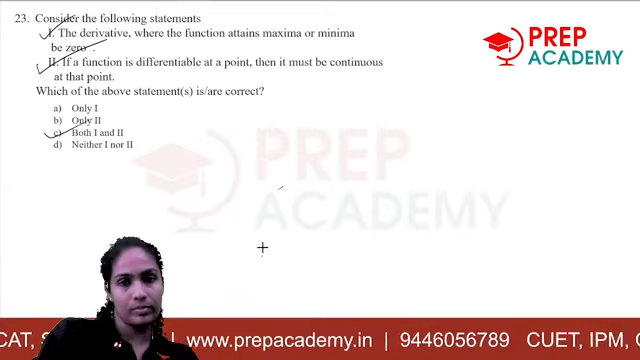 23. Consider the following statements
I. The derivative, where the function attains maxima or minima
be zero .
II. If a function is differentiable at a point, then it must be continuous
at that point.
Which of the above statement(s) is/are correct?
a) Only I
b) Only II
c) Both I and II
d) Neither I nor II
PREP
ACADEMY
PREP
ACADEMY
CAT, S | www.prepacademy.in | 9446056789 CUET, IPM, C